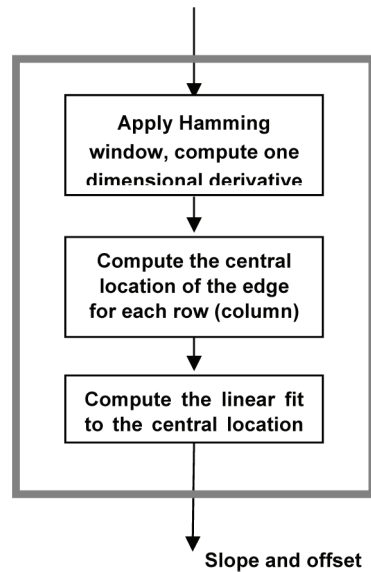 Apply Hamming
window, compute one
dimensional derivative
Compute the central
location of the edge
for each row (column)
Compute the linear fit
to the central location
Slope and offset